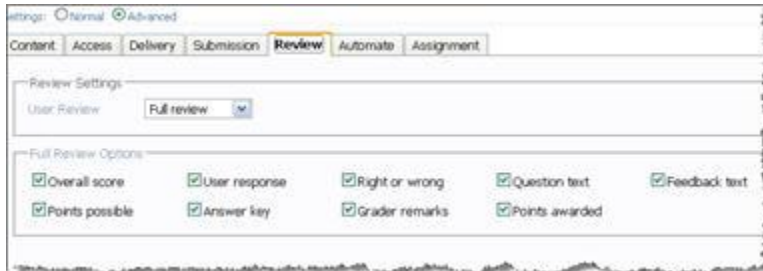 ettings: Normal Advanced
Content Access Delivery Submission Review Automate Assignment
Review Settings
User Review Full review
Full Review Options
Overall score User response Right or wrong Question text Feedback text
Points possible Answer key Grader remarks Points awarded